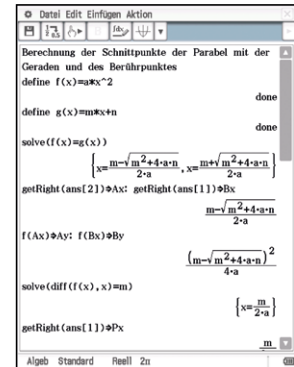 Datei Edit Einfügen Aktion
Berechnung der Schnittpunkte der Parabel mit der
Geraden und des Berührpunktes
define f(x)=a*x^2
done
define g(x)=m*x+n
done
solve(f(x)=g(x))
{x=(m-√(m²+4·a·n))/(2·a), x=(m+√(m²+4·a·n))/(2·a)}
getRight(ans[2])⇒Ax: getRight(ans[1])⇒Bx
(m-√(m²+4·a·n))/(2·a)
f(Ax)⇒Ay: f(Bx)⇒By
(m-√(m²+4·a·n))²/(4·a)
solve(diff(f(x),x)=m)
{x=m/(2·a)}
getRight(ans[1])⇒Px
m
Algeb Standard Reell 2π